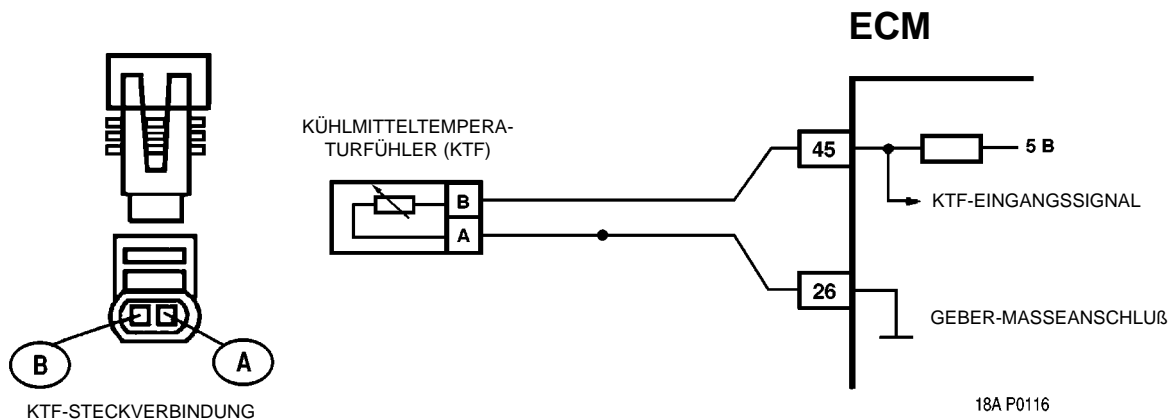 ECM
KÜHLMITTELTEMPERA-
TURFÜHLER (KTF)
B
A
45
5 B
KTF-EINGANGSSIGNAL
26
GEBER-MASSEANSCHLUß
B
A
KTF-STECKVERBINDUNG
18A P0116